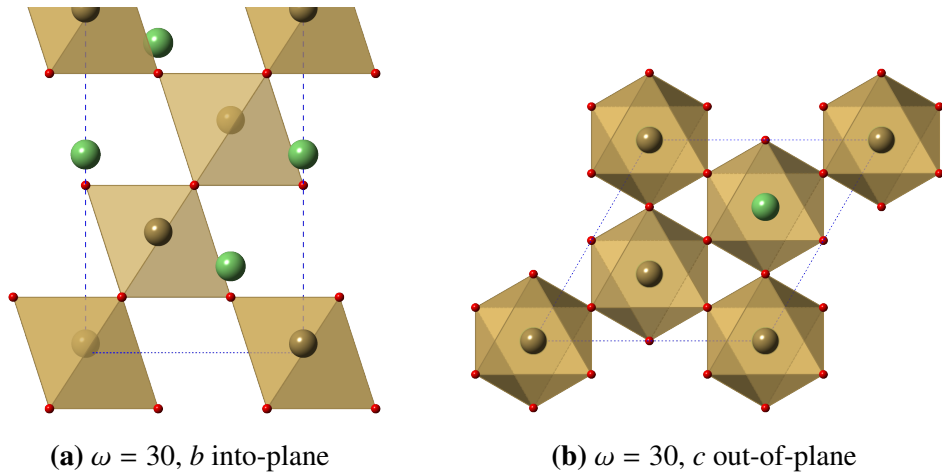 (a) ω = 30, b into-plane
(b) ω = 30, c out-of-plane